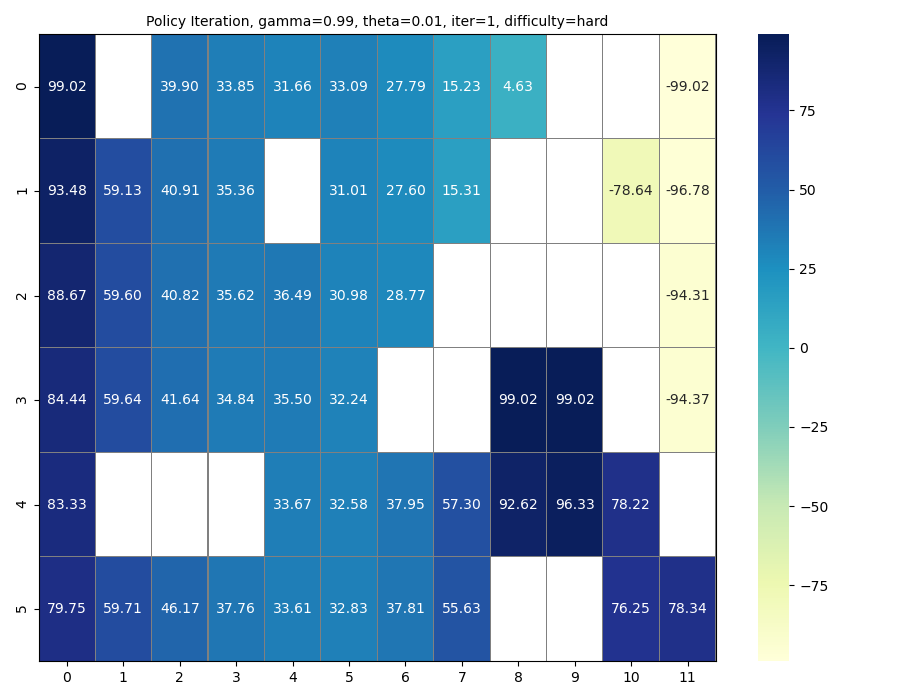 Policy Iteration, gamma=0.99, theta=0.01, iter=1, difficulty=hard
0 99.02 39.90 33.85 31.66 33.09 27.79 15.23 4.63 -99.02
1 93.48 59.13 40.91 35.36 31.01 27.60 15.31 -78.64 -96.78
2 88.67 59.60 40.82 35.62 36.49 30.98 28.77 -94.31
3 84.44 59.64 41.64 34.84 35.50 32.24 99.02 99.02 -94.37
4 83.33 33.67 32.58 37.95 57.30 92.62 96.33 78.22
5 79.75 59.71 46.17 37.76 33.61 32.83 37.81 55.63 76.25 78.34
0 1 2 3 4 5 6 7 8 9 10 11
75
50
25
0
−25
−50
−75